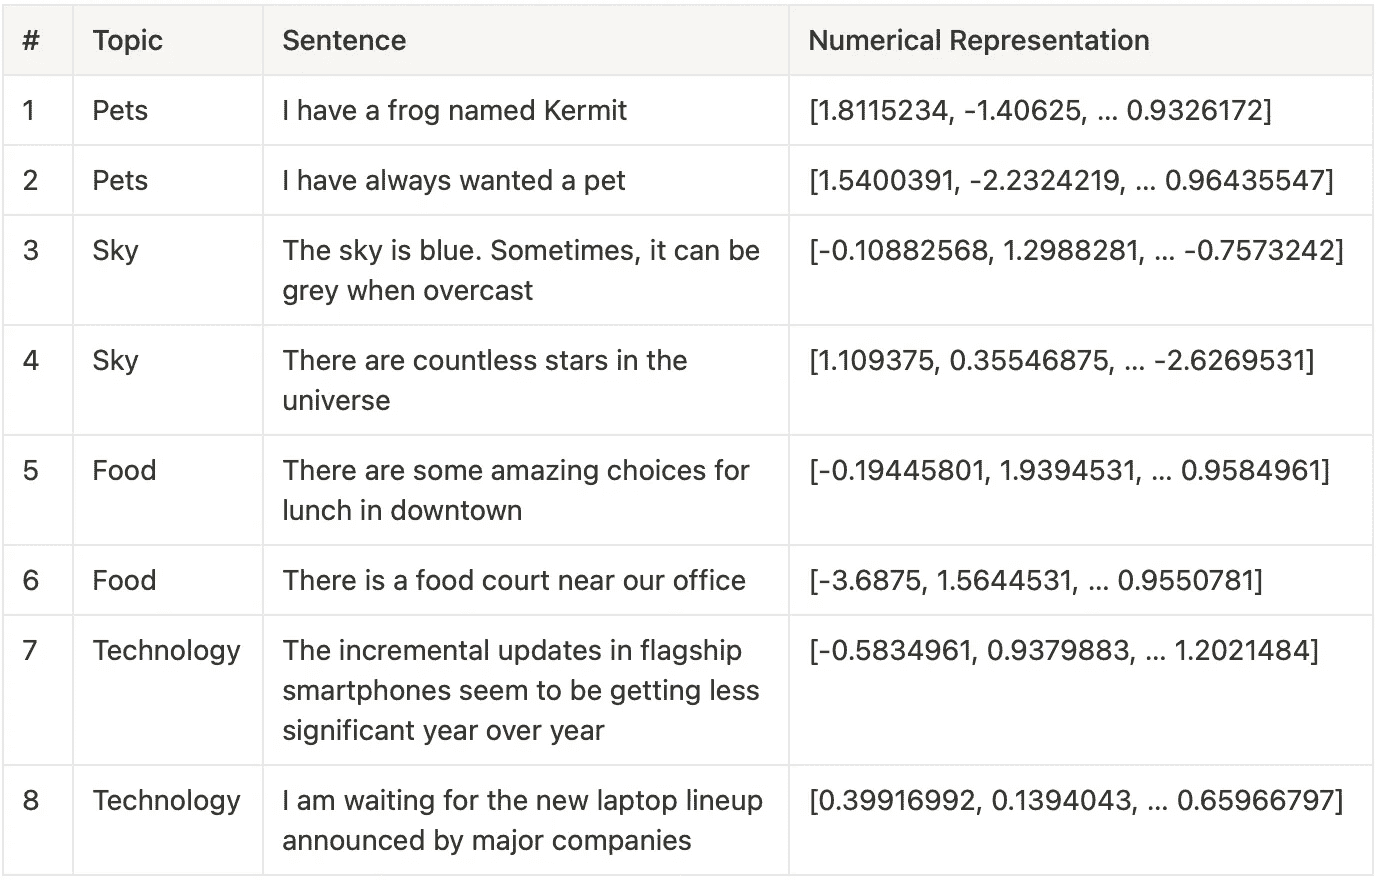 # Topic Sentence Numerical Representation
1 Pets I have a frog named Kermit [1.8115234, -1.40625, ... 0.9326172]
2 Pets I have always wanted a pet [1.5400391, -2.2324219, ... 0.96435547]
3 Sky The sky is blue. Sometimes, it can be [-0.10882568, 1.2988281, ... -0.7573242]
grey when overcast
4 Sky There are countless stars in the [1.109375, 0.35546875, ... -2.6269531]
universe
5 Food There are some amazing choices for [-0.19445801, 1.9394531, ... 0.9584961]
lunch in downtown
6 Food There is a food court near our office [-3.6875, 1.5644531, ... 0.9550781]
7 Technology The incremental updates in flagship [-0.5834961, 0.9379883, ... 1.2021484]
smartphones seem to be getting less
significant year over year
8 Technology I am waiting for the new laptop lineup [0.39916992, 0.1394043, ... 0.65966797]
announced by major companies